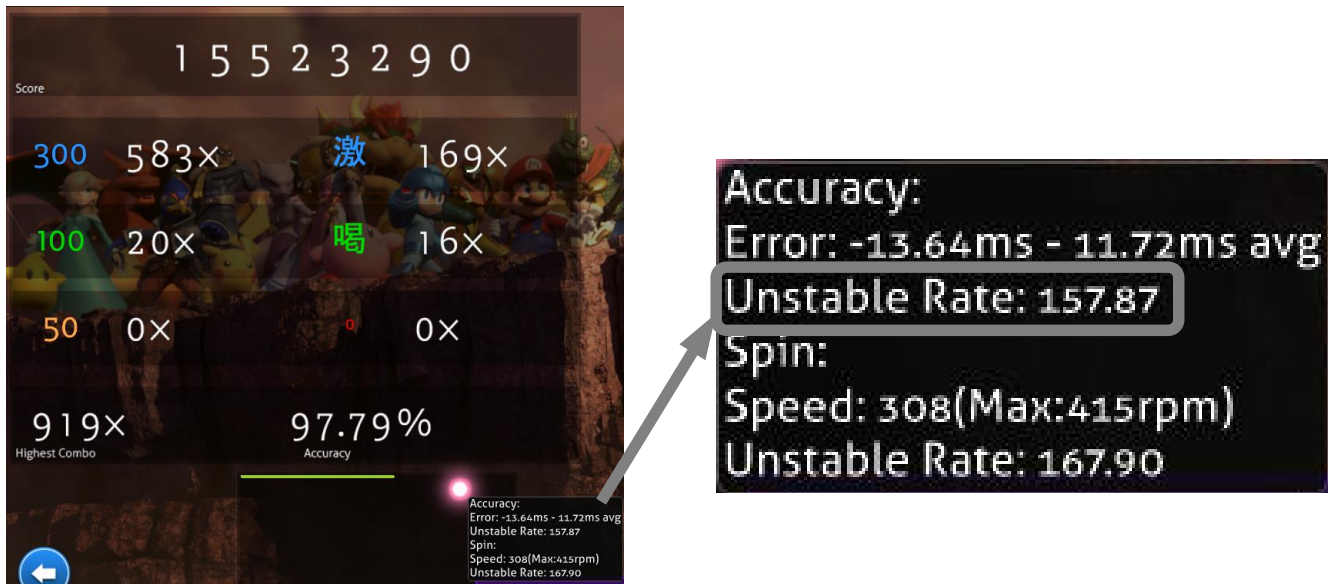 15523290
Score
300 583× 激 169×
100 20× 喝 16×
50 0× 0 0×
919× 97.79%
Highest Combo Accuracy
Accuracy:
Error: -13.64ms - 11.72ms avg
Unstable Rate: 157.87
Spin:
Speed: 308(Max:415rpm)
Unstable Rate: 167.90
Accuracy:
Error: -13.64ms - 11.72ms avg
Unstable Rate: 157.87
Spin:
Speed: 308(Max:415rpm)
Unstable Rate: 167.90